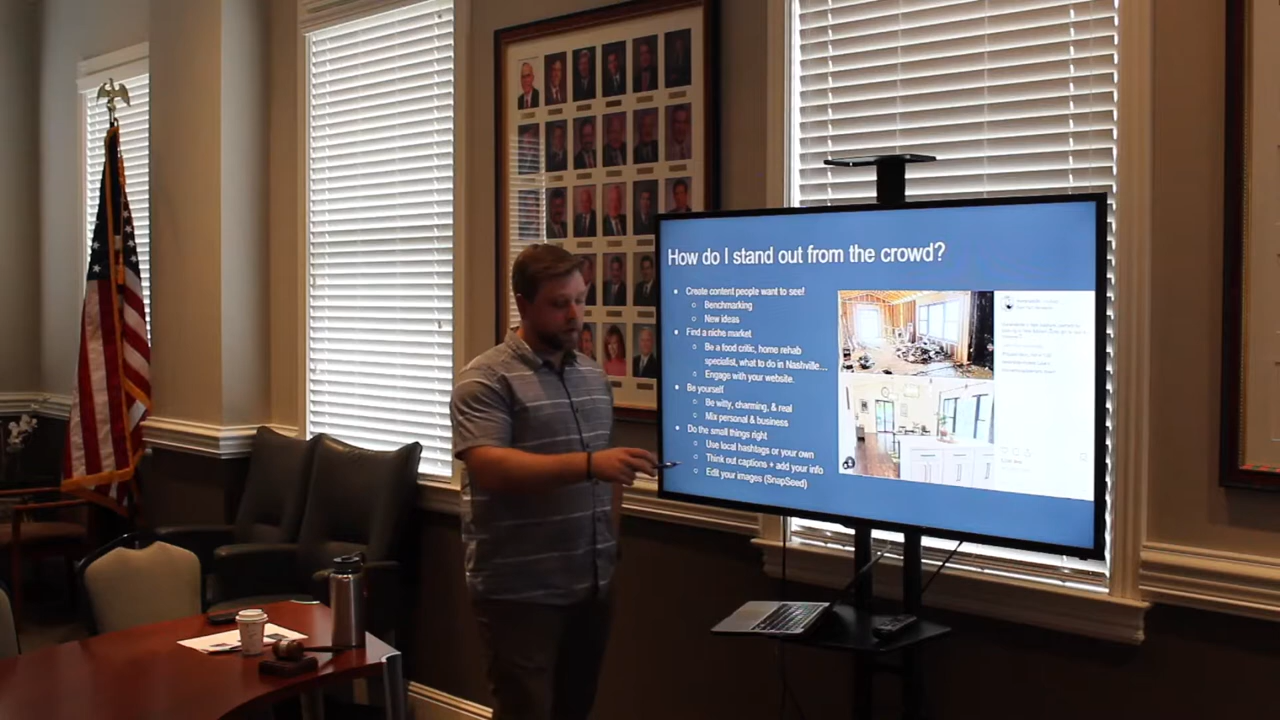 How do I stand out from the crowd?
● Create content people want to see!
○ Benchmarking
○ New ideas
● Find a niche market
○ Be a food critic, home rehab
specialist, what to do in Nashville...
○ Engage with your website.
● Be yourself
○ Be witty, charming, & real
○ Mix personal & business
● Do the small things right
○ Use local hashtags or your own
○ Think out captions + add your info
○ Edit your images (SnapSeed)